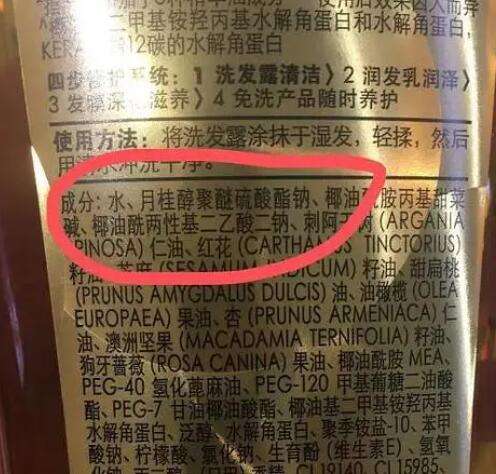 二甲基铵羟丙基水解角蛋白和水解角蛋白,
12碳的水解角蛋白
四步管护系统: 1 洗发露清洁〉2 润发乳润泽〉
3 发膜深 滋养〉4 免洗产品随时养护
使用方法: 将洗发露涂抹于湿发, 轻揉, 然后
用清水冲洗干净。
成分: 水、月桂醇聚醚硫酸酯钠、椰油 胺丙基甜菜
碱、椰油酰两性基二乙酸二钠、刺阿干树 (ARGANIA
SPINOSA) 仁油、红花 (CARTHAMUS TINCTORIUS)
籽油、芝麻 (SESAMUM INDICUM) 籽油、甜扁桃
(PRUNUS AMYGDALUS DULCIS) 油、油橄榄 (OLEA
EUROPAEA) 果油、杏 (PRUNUS ARMENIACA) 仁
油、澳洲坚果 (MACADAMIA TERNIFOLIA) 籽油、
狗牙蔷薇 (ROSA CANINA) 果油、椰油酰胺 MEA、
PEG-40 氢化蓖麻油、PEG-120 甲基葡糖二油酸
酯、PEG-7 甘油椰油酸酯、椰油基二甲基铵羟丙基
水解角蛋白、泛醇、水解角蛋白、聚季铵盐-10、苯甲
酸钠、柠檬酸、氯化钠、生育酚 (维生素E)、氢氧
CI 19140、CI 15985、